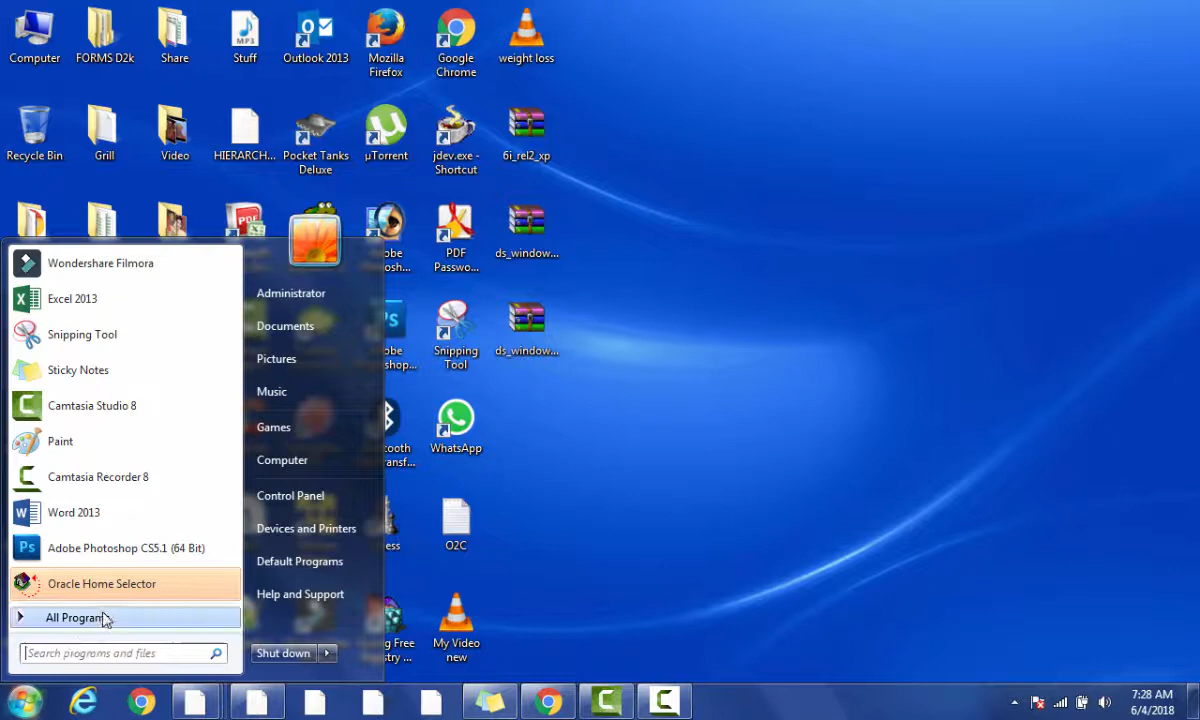 Computer
FORMS D2k
Share
Stuff
Outlook 2013
Mozilla
Firefox
Google
Chrome
weight loss
Recycle Bin
Grill
Video
HIERARCH...
Pocket Tanks
Deluxe
µTorrent
jdev.exe -
Shortcut
6i_rel2_xp
PDF
Passwo...
ds_window...
Snipping
Tool
ds_window...
WhatsApp
O2C
My Video
new
Wondershare Filmora
Excel 2013
Snipping Tool
Sticky Notes
Camtasia Studio 8
Paint
Camtasia Recorder 8
Word 2013
Adobe Photoshop CS5.1 (64 Bit)
Oracle Home Selector
All Program
Search programs and files
Administrator
Documents
Pictures
Music
Games
Computer
Control Panel
Devices and Printers
Default Programs
Help and Support
Shut down
7:28 AM
6/4/2018